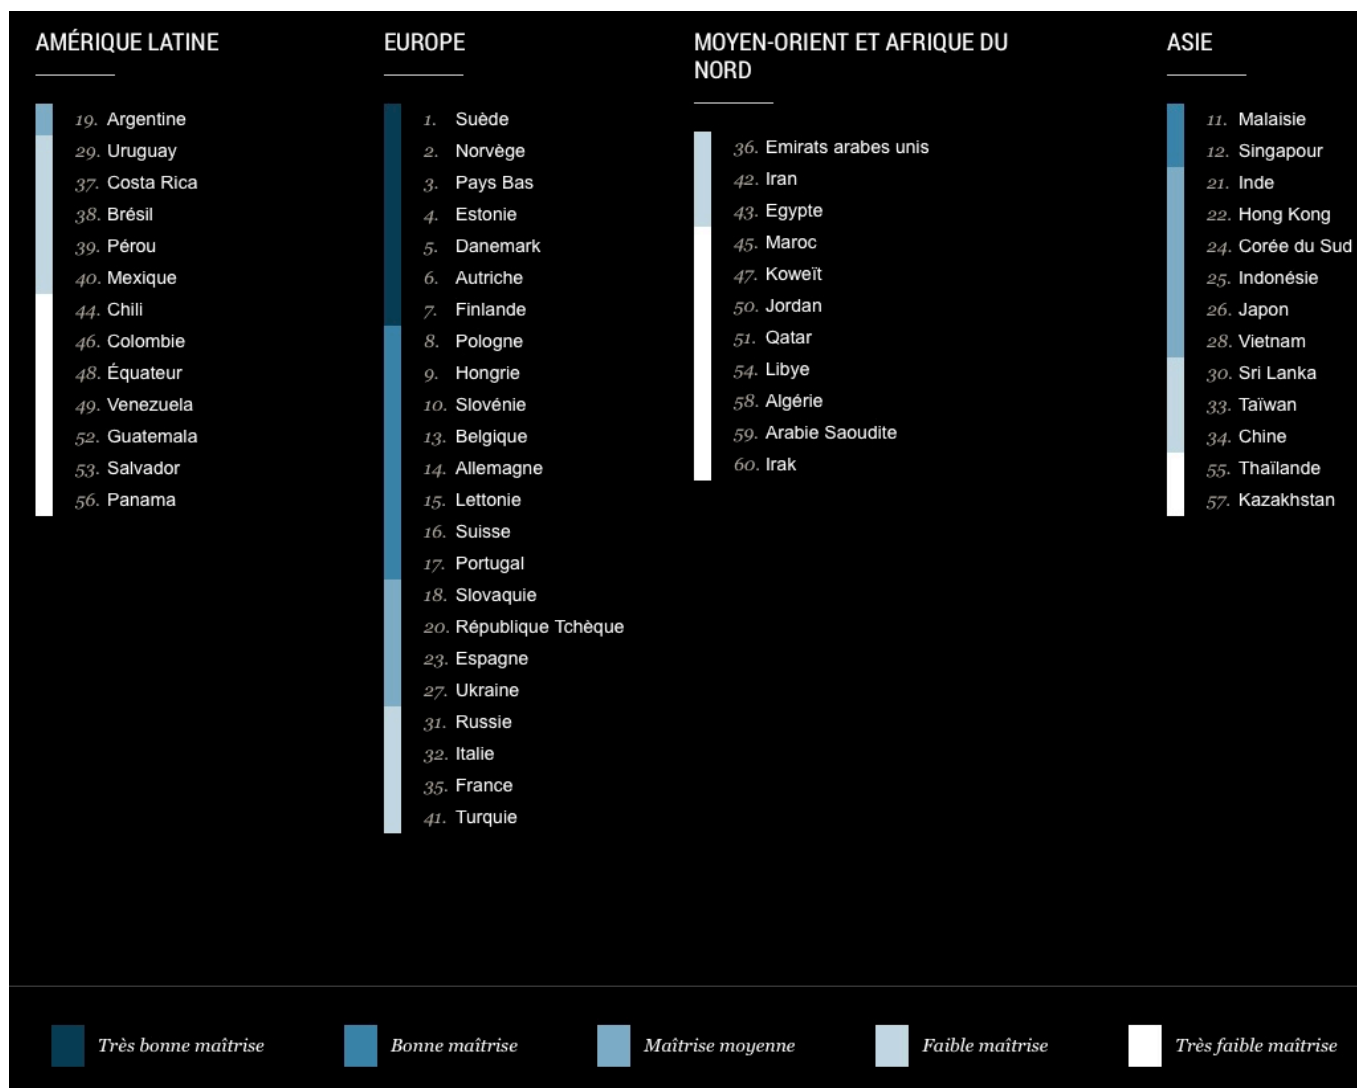 AMÉRIQUE LATINE
19. Argentine
29. Uruguay
37. Costa Rica
38. Brésil
39. Pérou
40. Mexique
44. Chili
46. Colombie
48. Équateur
49. Venezuela
52. Guatemala
53. Salvador
56. Panama
EUROPE
1. Suède
2. Norvège
3. Pays Bas
4. Estonie
5. Danemark
6. Autriche
7. Finlande
8. Pologne
9. Hongrie
10. Slovénie
13. Belgique
14. Allemagne
15. Lettonie
16. Suisse
17. Portugal
18. Slovaquie
20. République Tchèque
23. Espagne
27. Ukraine
31. Russie
32. Italie
35. France
41. Turquie
MOYEN-ORIENT ET AFRIQUE DU
NORD
36. Emirats arabes unis
42. Iran
43. Egypte
45. Maroc
47. Koweït
50. Jordan
51. Qatar
54. Libye
58. Algérie
59. Arabie Saoudite
60. Irak
ASIE
11. Malaisie
12. Singapour
21. Inde
22. Hong Kong
24. Corée du Sud
25. Indonésie
26. Japon
28. Vietnam
30. Sri Lanka
33. Taïwan
34. Chine
55. Thaïlande
57. Kazakhstan
Très bonne maîtrise
Bonne maîtrise
Maîtrise moyenne
Faible maîtrise
Très faible maîtrise